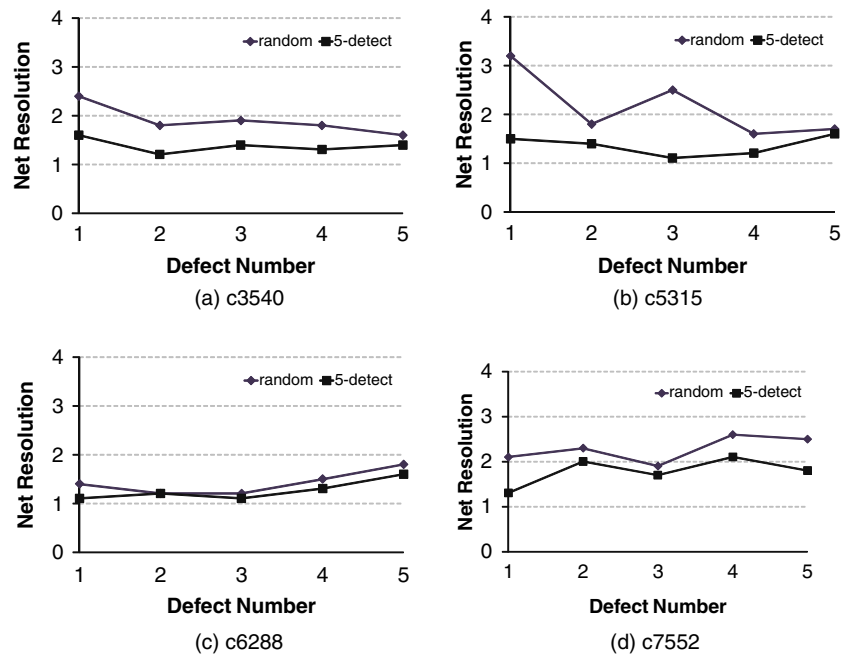 4
3
2
1
0
Net Resolution
random 5-detect
1 2 3 4 5
Defect Number
(a) c3540
4
3
2
1
0
Net Resolution
random 5-detect
1 2 3 4 5
Defect Number
(b) c5315
4
3
2
1
0
Net Resolution
random 5-detect
1 2 3 4 5
Defect Number
(c) c6288
4
3
2
1
0
Net Resolution
random 5-detect
1 2 3 4 5
Defect Number
(d) c7552